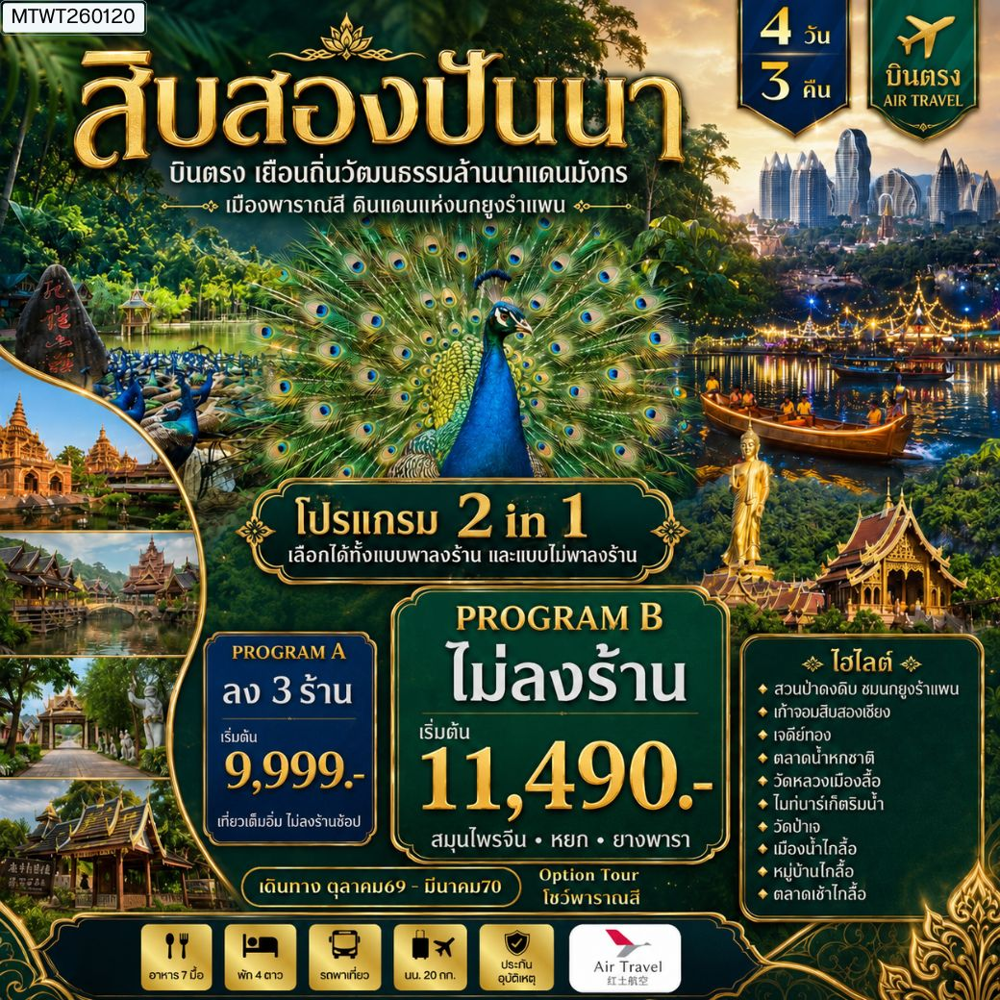 MTWT260120
4 วัน
3 คืน
บินตรง
AIR TRAVEL
สิบสองปันนา
บินตรง เยือนถิ่นวัฒนธรรมล้านนาแดนมังกร
เมืองพาราณสี ดินแดนแห่งนกยูงรำแพน
โปรแกรม 2 in 1
เลือกได้ทั้งแบบพาลงร้าน และแบบไม่พาลงร้าน
PROGRAM A
ลง 3 ร้าน
เริ่มต้น
9,999.-
เที่ยวเต็มอิ่ม ไม่ลงร้านช้อป
PROGRAM B
ไม่ลงร้าน
เริ่มต้น
11,490.-
สมุนไพรจีน • หยก • ยางพารา
ไฮไลต์
สวนป่าดงดิบ ชมนกยูงรำแพน
เก้าจอมสิบสองเชียง
เจดีย์ทอง
ตลาดน้ำหกชาติ
วัดหลวงเมืองลื้อ
ไนท์มาร์เก็ตริมน้ำ
วัดป่าเจ
เมืองน้ำไทลื้อ
หมู่บ้านไทลื้อ
ตลาดเช้าไทลื้อ
เดินทาง ตุลาคม69 - มีนาคม70
Option Tour
โชว์พาราณสี
อาหาร 7 มื้อ
พัก 4 ดาว
รถพาเที่ยว
นน. 20 กก.
ประกัน
อุบัติเหตุ
Air Travel
红土航空